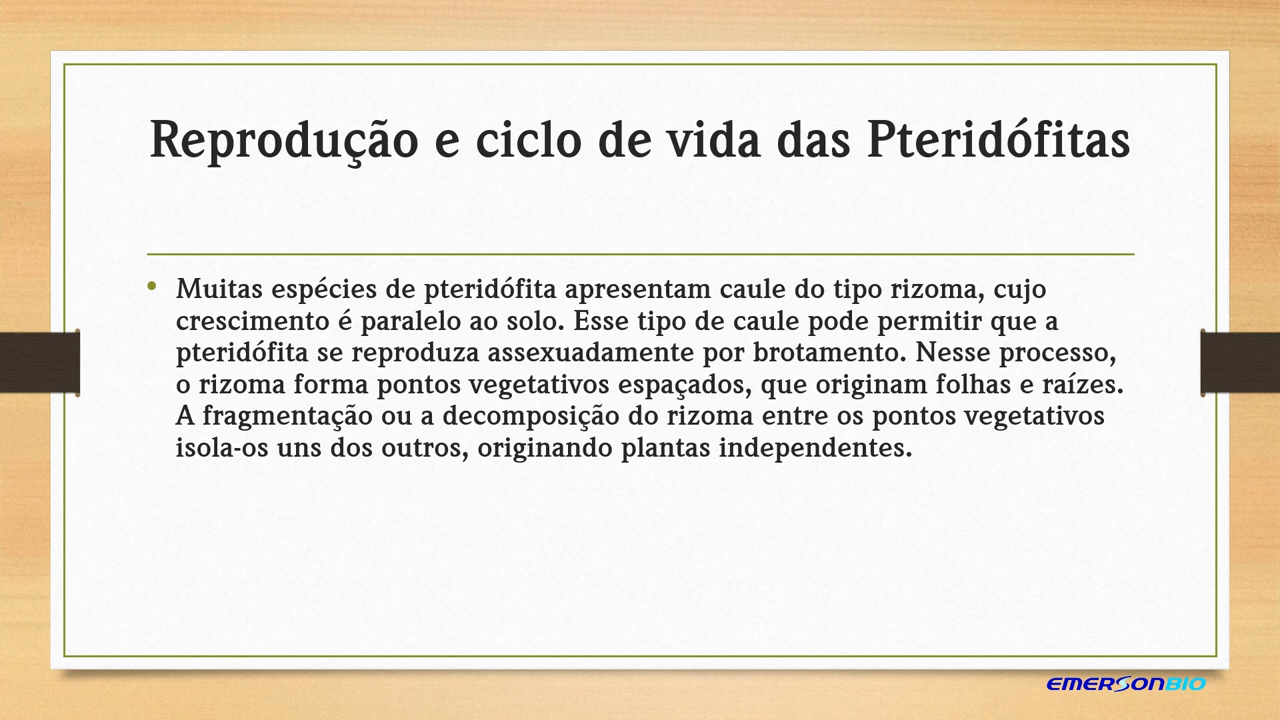 Reprodução e ciclo de vida das Pteridófitas
• Muitas espécies de pteridófita apresentam caule do tipo rizoma, cujo
crescimento é paralelo ao solo. Esse tipo de caule pode permitir que a
pteridófita se reproduza assexuadamente por brotamento. Nesse processo,
o rizoma forma pontos vegetativos espaçados, que originam folhas e raízes.
A fragmentação ou a decomposição do rizoma entre os pontos vegetativos
isola-os uns dos outros, originando plantas independentes.
EMERSONBIO